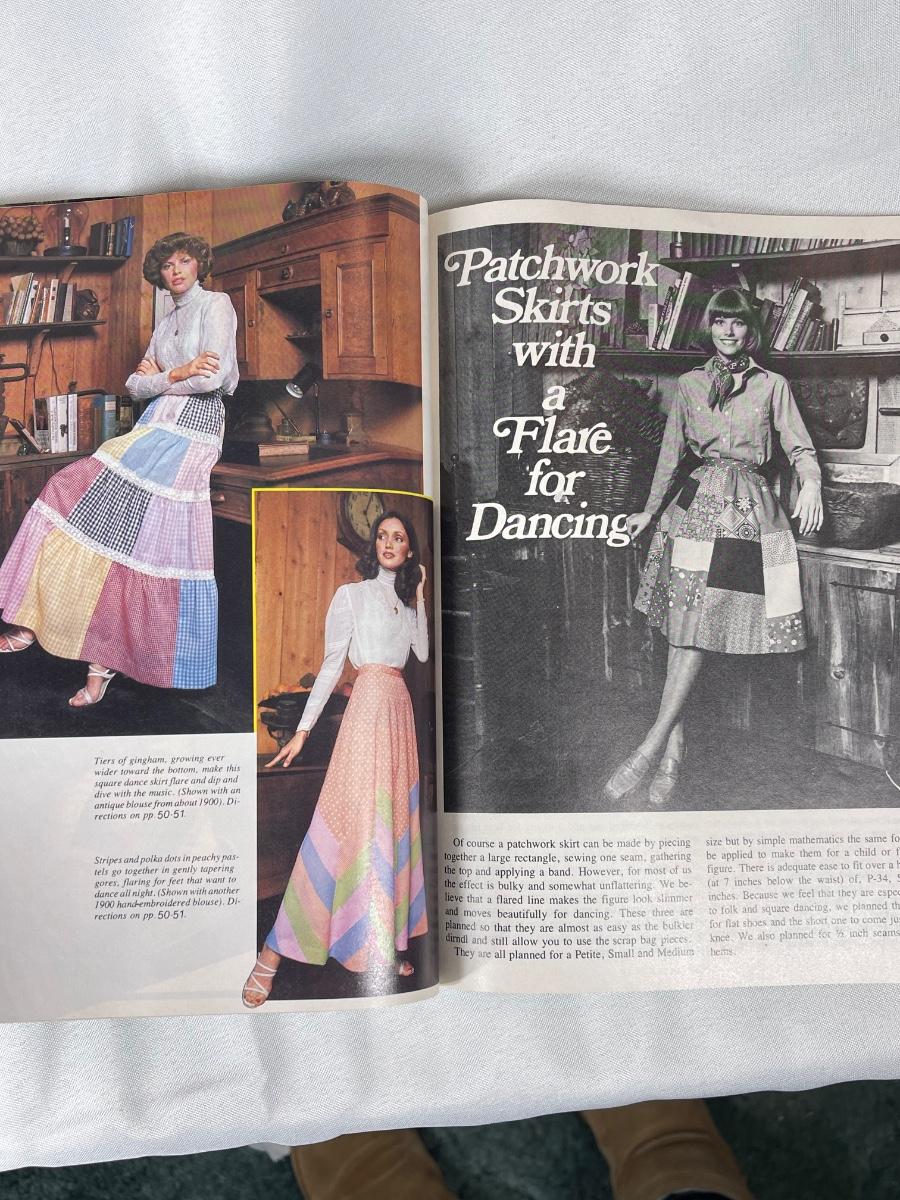 Tiers of gingham, growing ever
wider toward the bottom, make this
square dance skirt flare and dip and
dive with the music. (Shown with an
antique blouse from about 1900). Di-
rections on pp. 50-51.
Stripes and polka dots in peachy pas-
tels go together in gently tapering
gores, flaring for feet that want to
dance all night. (Shown with another
1900 hand-embroidered blouse). Di-
rections on pp. 50-51.
Patchwork
Skirts
with
a
Flare
for
Dancing
Of course a patchwork skirt can be made by piecing
together a large rectangle, sewing one seam, gathering
the top and applying a band. However, for most of us
the effect is bulky and somewhat unflattering. We be-
lieve that a flared line makes the figure look slimmer
and moves beautifully for dancing. These three are
planned so that they are almost as easy as the bulkier
dirndl and still allow you to use the scrap bag pieces.
They are all planned for a Petite, Small and Medium
size but by simple mathematics the same
be applied to make them for a child or
figure. There is adequate ease to fit over a
(at 7 inches below the waist) of, P-34,
inches. Because we feel that they are
to folk and square dancing, we planned
for flat shoes and the short one to come
knee. We also planned for ½ inch seams
hems.